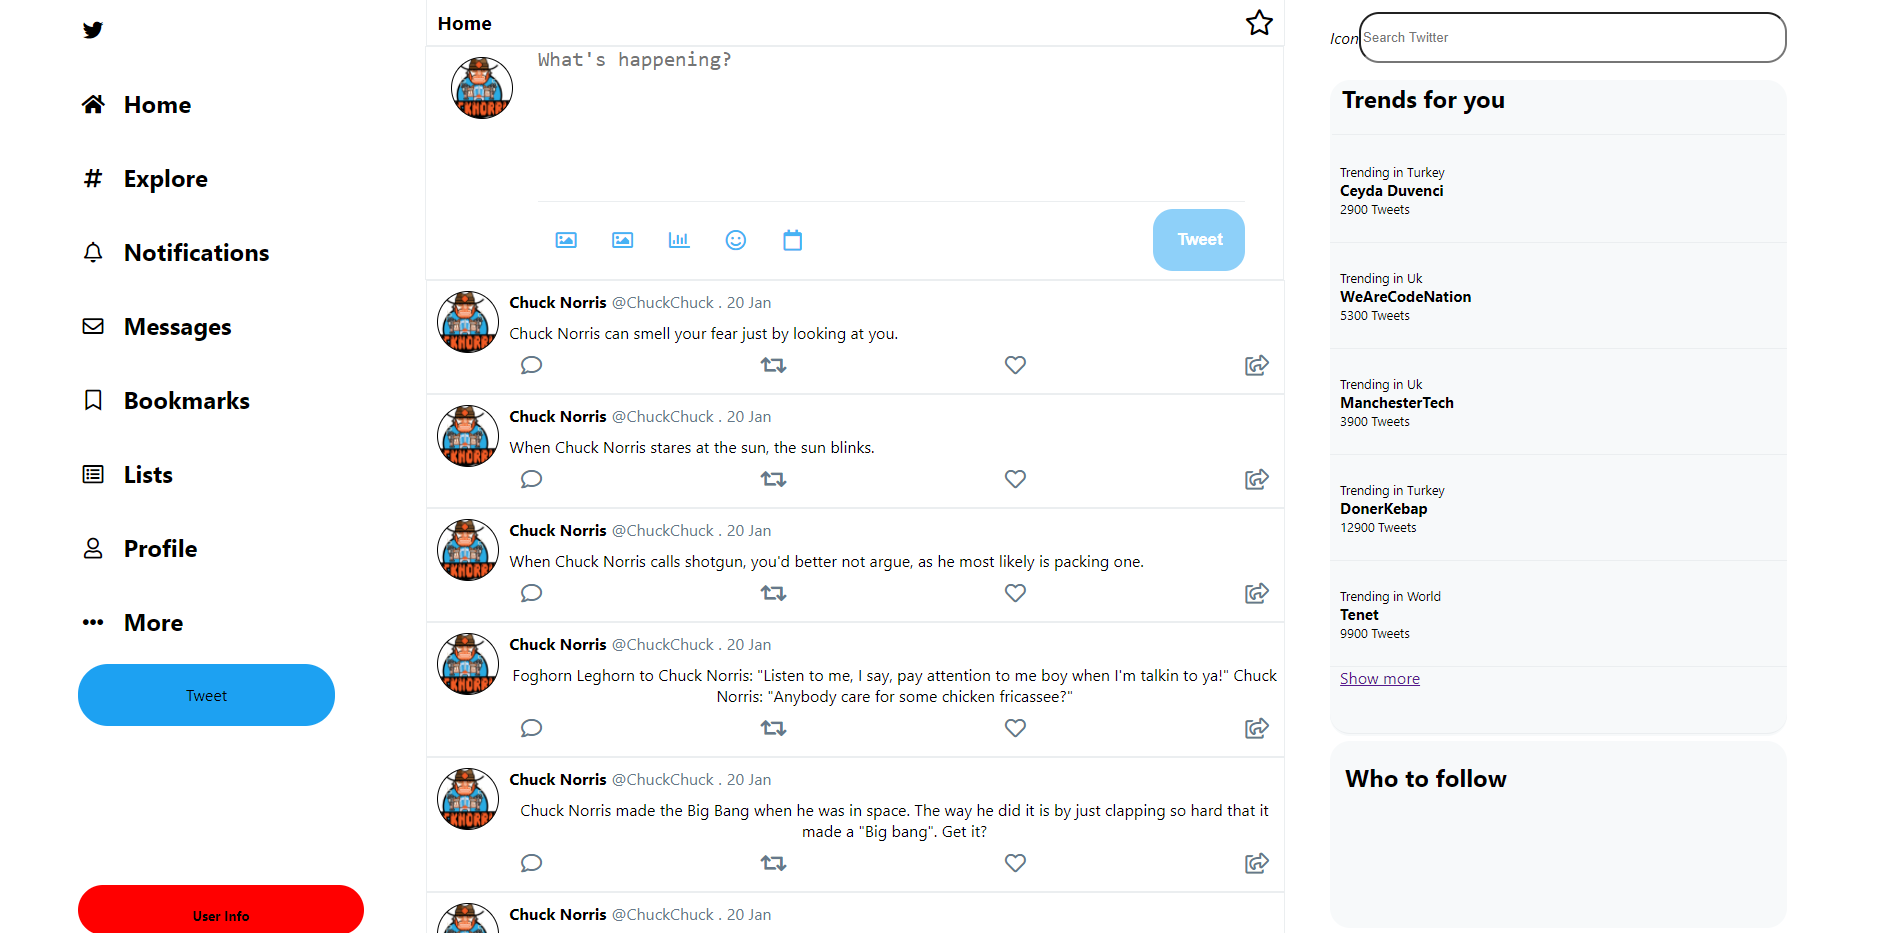 Home
Explore
Notifications
Messages
Bookmarks
Lists
Profile
More
Tweet
User Info
Home
What's happening?
Tweet
Chuck Norris @ChuckChuck . 20 Jan
Chuck Norris can smell your fear just by looking at you.
Chuck Norris @ChuckChuck . 20 Jan
When Chuck Norris stares at the sun, the sun blinks.
Chuck Norris @ChuckChuck . 20 Jan
When Chuck Norris calls shotgun, you'd better not argue, as he most likely is packing one.
Chuck Norris @ChuckChuck . 20 Jan
Foghorn Leghorn to Chuck Norris: "Listen to me, I say, pay attention to me boy when I'm talkin to ya!" Chuck
Norris: "Anybody care for some chicken fricassee?"
Chuck Norris @ChuckChuck . 20 Jan
Chuck Norris made the Big Bang when he was in space. The way he did it is by just clapping so hard that it
made a "Big bang". Get it?
Chuck Norris @ChuckChuck . 20 Jan
Icon Search Twitter
Trends for you
Trending in Turkey
Ceyda Duvenci
2900 Tweets
Trending in Uk
WeAreCodeNation
5300 Tweets
Trending in Uk
ManchesterTech
3900 Tweets
Trending in Turkey
DonerKebap
12900 Tweets
Trending in World
Tenet
9900 Tweets
Show more
Who to follow